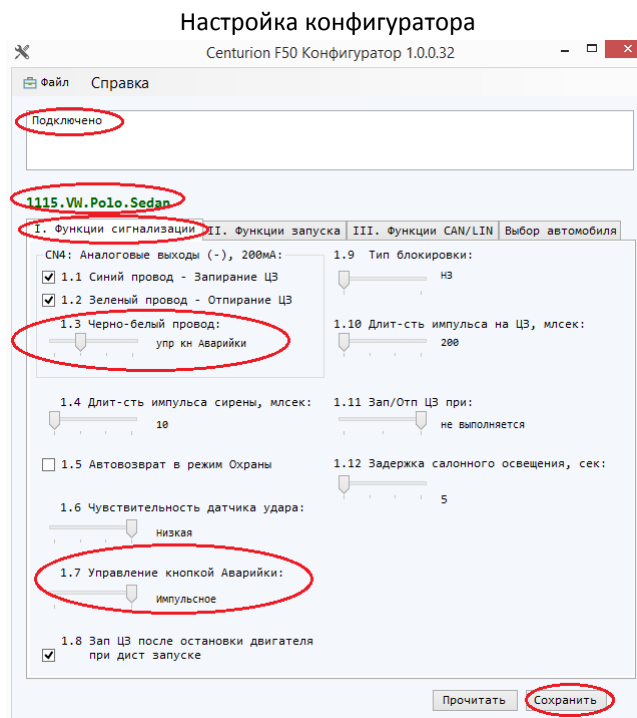 Настройка конфигуратора
Centurion F50 Конфигуратор 1.0.0.32
Файл Справка
Подключено
1115.VW.Polo.Sedan
I. Функции сигнализации II. Функции запуска III. Функции CAN/LIN Выбор автомобиля
CN4: Аналоговые выходы (-), 200мА:
1.1 Синий провод - Запирание ЦЗ
1.2 Зеленый провод - Отпирание ЦЗ
1.3 Черно-белый провод:
упр кн Аварийки
1.4 Длит-сть импульса сирены, млсек:
10
1.5 Автовозврат в режим Охраны
1.6 Чувствительность датчика удара:
Низкая
1.7 Управление кнопкой Аварийки:
Импульсное
1.8 Зап ЦЗ после остановки двигателя
при дист запуске
1.9 Тип блокировки:
НЗ
1.10 Длит-сть импульса на ЦЗ, млсек:
200
1.11 Зап/Отп ЦЗ при:
не выполняется
1.12 Задержка салонного освещения, сек:
5
Прочитать Сохранить